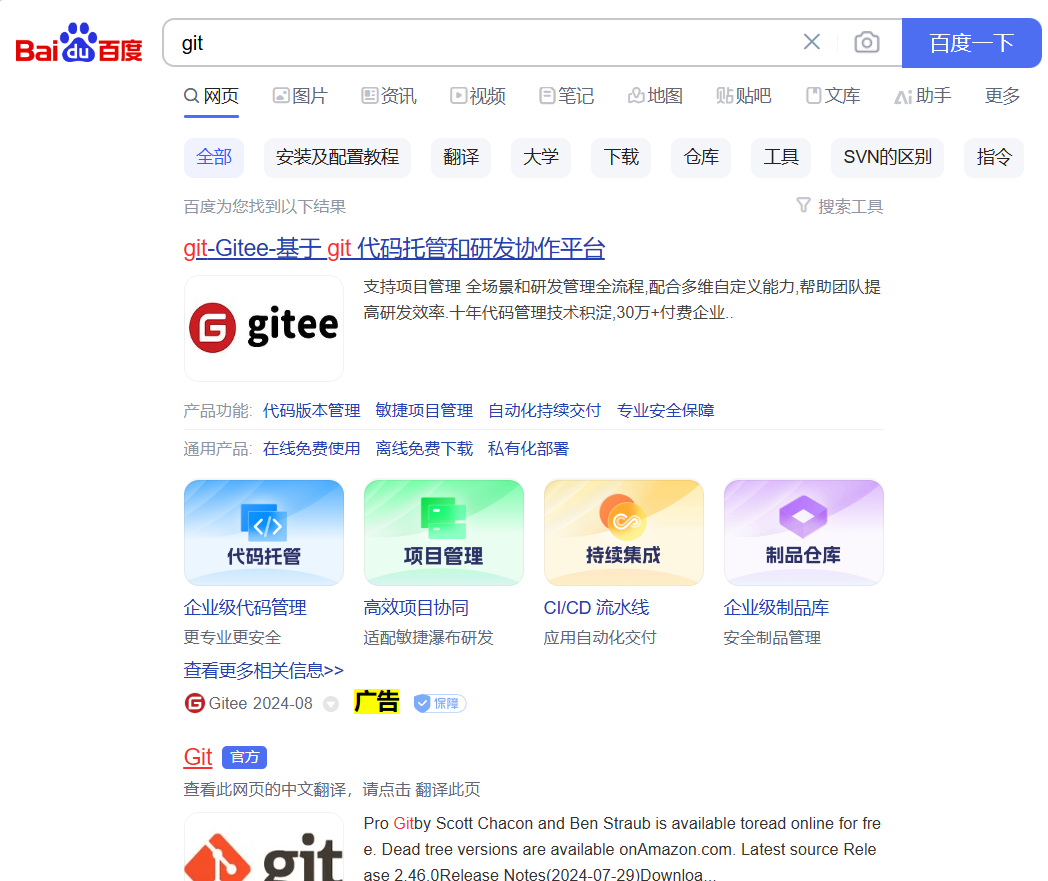 Bai du 百度 git 百度一下
网页 图片 资讯 视频 笔记 地图 贴吧 文库 助手 更多
全部 安装及配置教程 翻译 大学 下载 仓库 工具 SVN的区别 指令
百度为您找到以下结果 搜索工具
git-Gitee-基于 git 代码托管和研发协作平台
gitee
支持项目管理 全场景和研发管理全流程,配合多维自定义能力,帮助团队提
高研发效率.十年代码管理技术积淀,30万+付费企业..
产品功能: 代码版本管理 敏捷项目管理 自动化持续交付 专业安全保障
通用产品: 在线免费使用 离线免费下载 私有化部署
代码托管 项目管理 持续集成 制品仓库
企业级代码管理 高效项目协同 CI/CD 流水线 企业级制品库
更专业更安全 适配敏捷瀑布研发 应用自动化交付 安全制品管理
查看更多相关信息>>
Gitee 2024-08 广告 保障
Git 官方
查看此网页的中文翻译，请点击 翻译此页
git
Pro Gitby Scott Chacon and Ben Straub is available toread online for fre
e. Dead tree versions are available onAmazon.com. Latest source Rele
ase 2.46.0Release Notes(2024-07-29)Downloa...